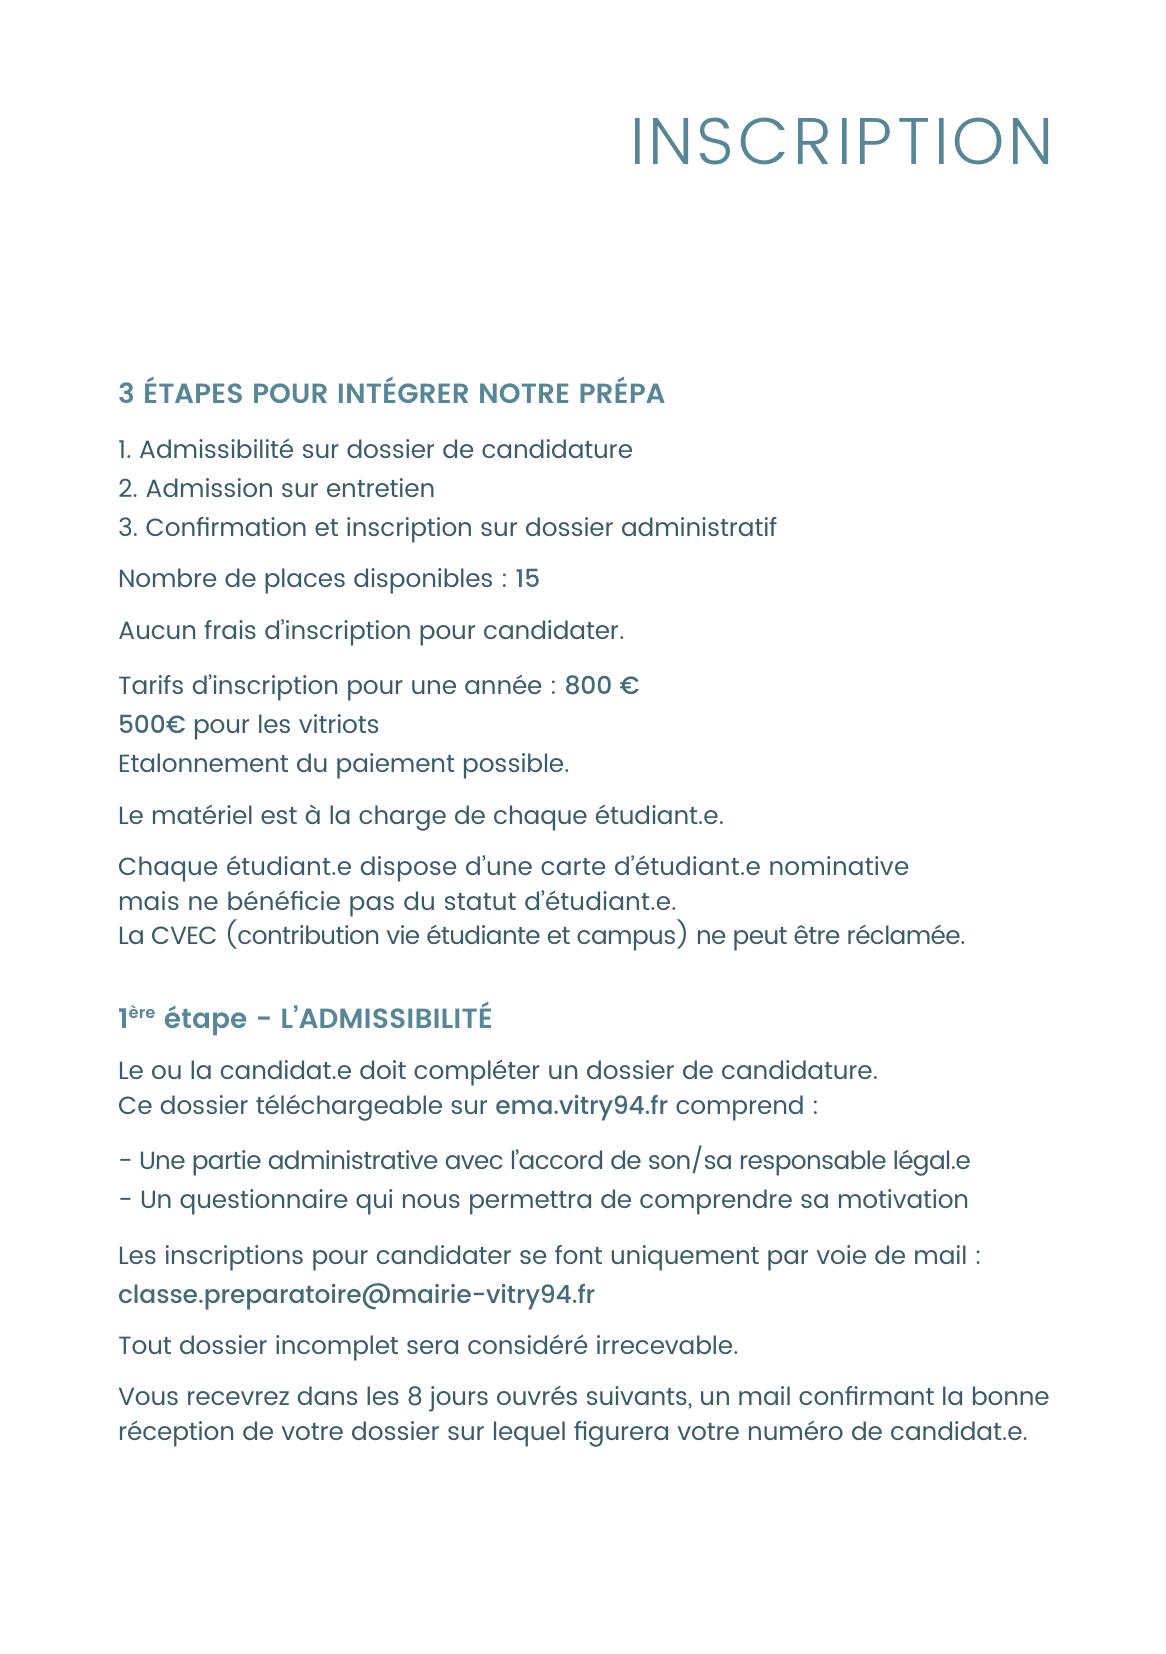 INSCRIPTION
3 ÉTAPES POUR INTÉGRER NOTRE PRÉPA
1. Admissibilité sur dossier de candidature
2. Admission sur entretien
3. Confirmation et inscription sur dossier administratif
Nombre de places disponibles : 15
Aucun frais d’inscription pour candidater.
Tarifs d’inscription pour une année : 800 €
500€ pour les vitriots
Etalonnement du paiement possible.
Le matériel est à la charge de chaque étudiant.e.
Chaque étudiant.e dispose d’une carte d’étudiant.e nominative
mais ne bénéficie pas du statut d’étudiant.e.
La CVEC (contribution vie étudiante et campus) ne peut être réclamée.
1ère étape - L’ADMISSIBILITÉ
Le ou la candidat.e doit compléter un dossier de candidature.
Ce dossier téléchargeable sur ema.vitry94.fr comprend :
- Une partie administrative avec l’accord de son/sa responsable légal.e
- Un questionnaire qui nous permettra de comprendre sa motivation
Les inscriptions pour candidater se font uniquement par voie de mail :
classe.preparatoire@mairie-vitry94.fr
Tout dossier incomplet sera considéré irrecevable.
Vous recevrez dans les 8 jours ouvrés suivants, un mail confirmant la bonne
réception de votre dossier sur lequel figurera votre numéro de candidat.e.